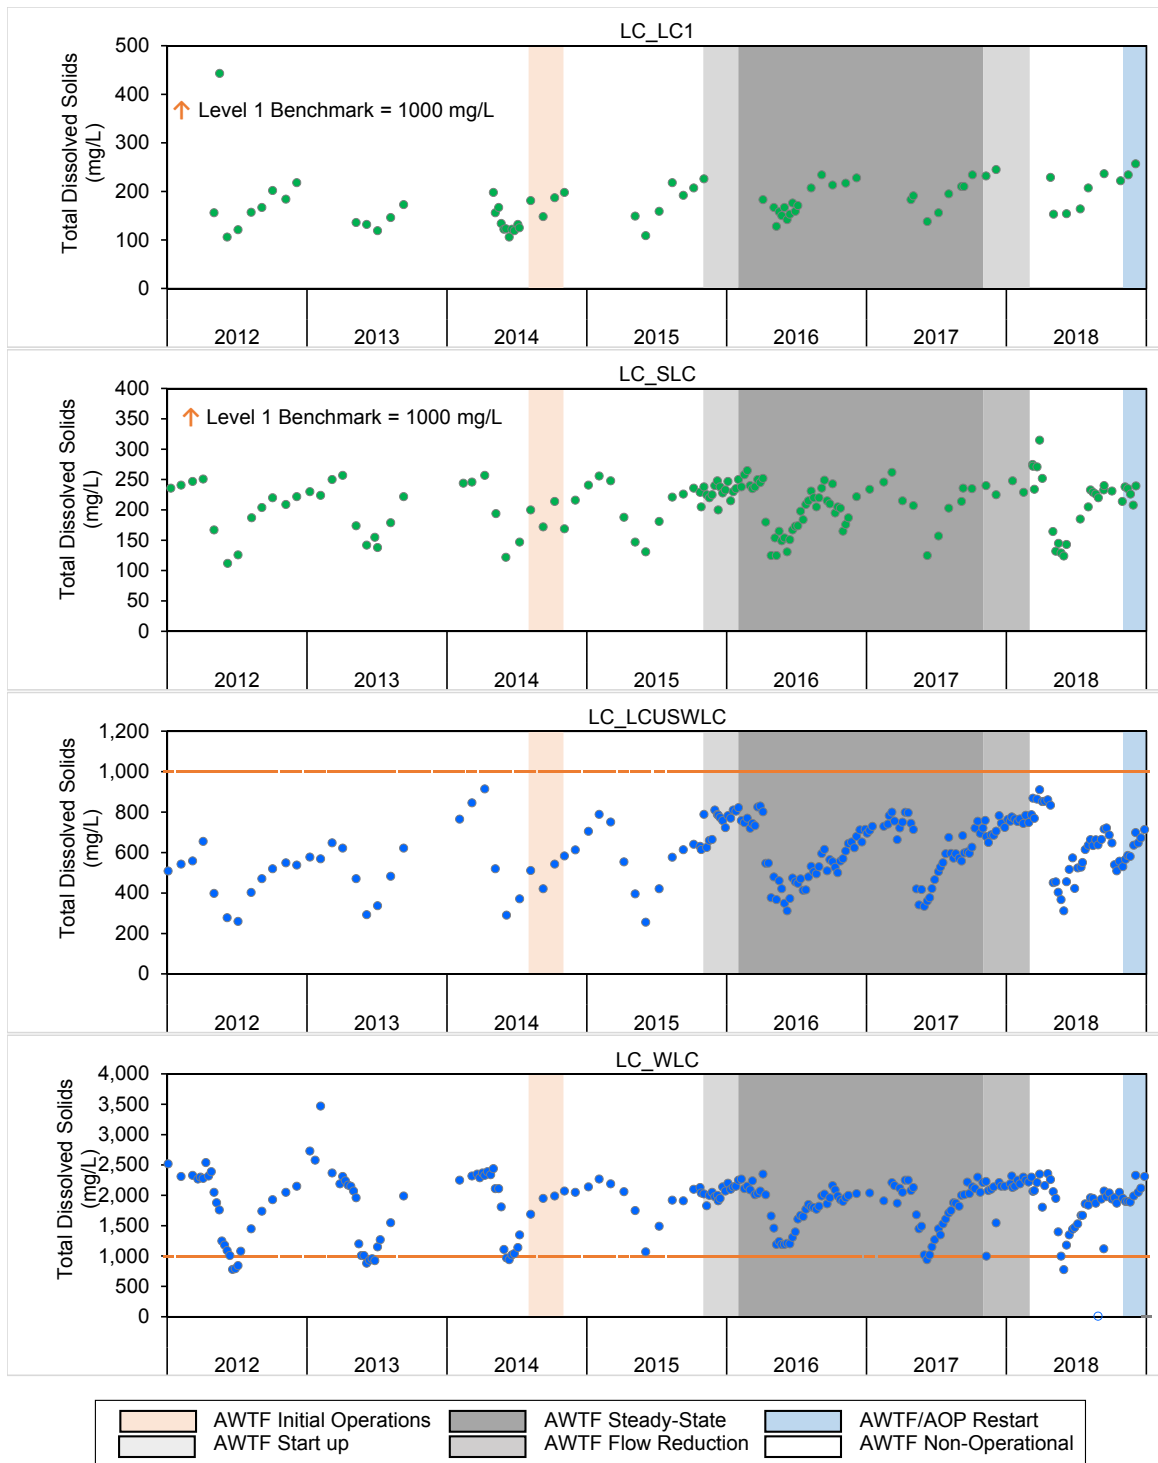 LC_LC1
Total Dissolved Solids
(mg/L)
500
400
300
200
100
0
↑ Level 1 Benchmark = 1000 mg/L
2012 2013 2014 2015 2016 2017 2018
LC_SLC
Total Dissolved Solids
(mg/L)
400
350
300
250
200
150
100
50
0
↑ Level 1 Benchmark = 1000 mg/L
2012 2013 2014 2015 2016 2017 2018
LC_LCUSWLC
Total Dissolved Solids
(mg/L)
1,200
1,000
800
600
400
200
0
2012 2013 2014 2015 2016 2017 2018
LC_WLC
Total Dissolved Solids
(mg/L)
4,000
3,500
3,000
2,500
2,000
1,500
1,000
500
0
2012 2013 2014 2015 2016 2017 2018
AWTF Initial Operations AWTF Steady-State AWTF/AOP Restart
AWTF Start up AWTF Flow Reduction AWTF Non-Operational